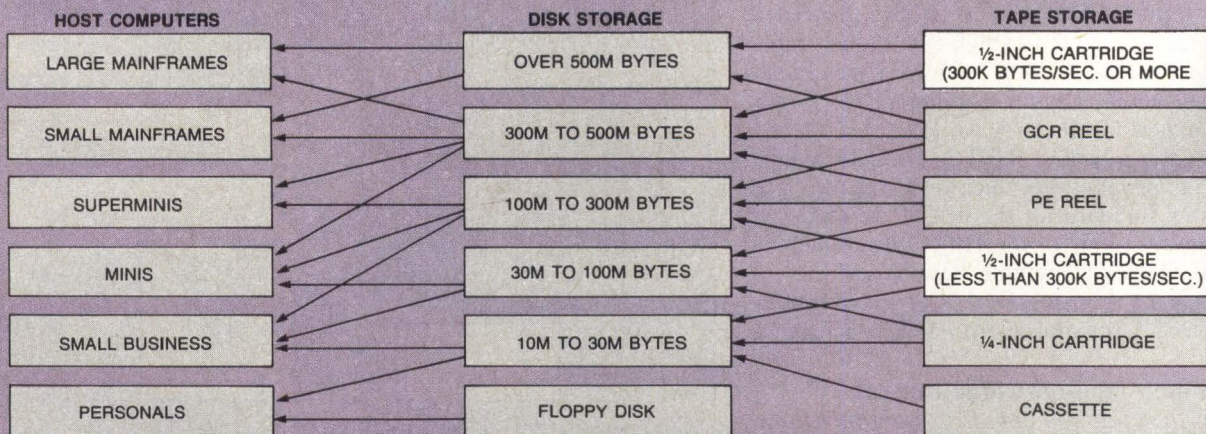 HOST COMPUTERS
LARGE MAINFRAMES
SMALL MAINFRAMES
SUPERMINIS
MINIS
SMALL BUSINESS
PERSONALS
DISK STORAGE
OVER 500M BYTES
300M TO 500M BYTES
100M TO 300M BYTES
30M TO 100M BYTES
10M TO 30M BYTES
FLOPPY DISK
TAPE STORAGE
½-INCH CARTRIDGE
(300K BYTES/SEC. OR MORE
GCR REEL
PE REEL
½-INCH CARTRIDGE
(LESS THAN 300K BYTES/SEC.)
¼-INCH CARTRIDGE
CASSETTE